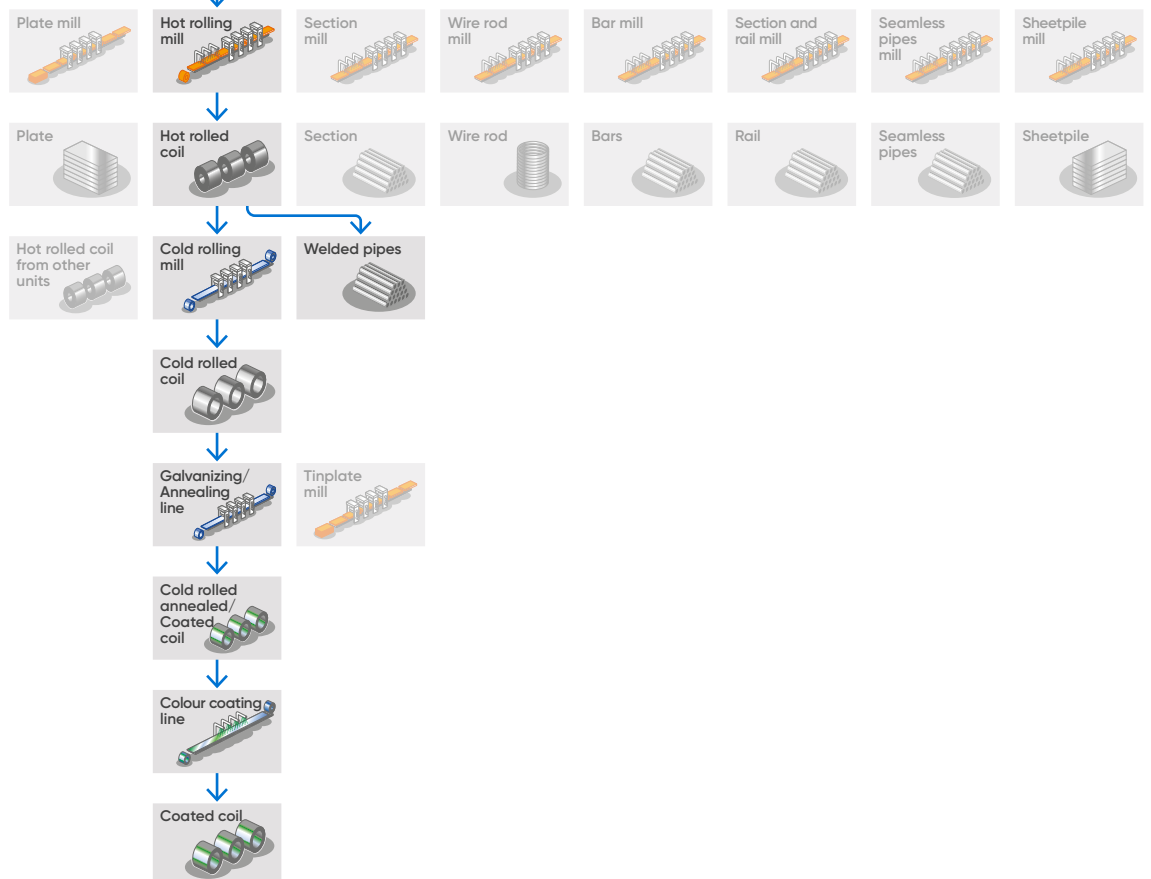 Plate mill
Hot rolling
mill
Section
mill
Wire rod
mill
Bar mill
Section and
rail mill
Seamless
pipes
mill
Sheetpile
mill
Plate
Hot rolled
coil
Section
Wire rod
Bars
Rail
Seamless
pipes
Sheetpile
Hot rolled coil
from other
units
Cold rolling
mill
Welded pipes
Cold rolled
coil
Galvanizing/
Annealing
line
Tinplate
mill
Cold rolled
annealed/
Coated
coil
Colour coating
line
Coated coil